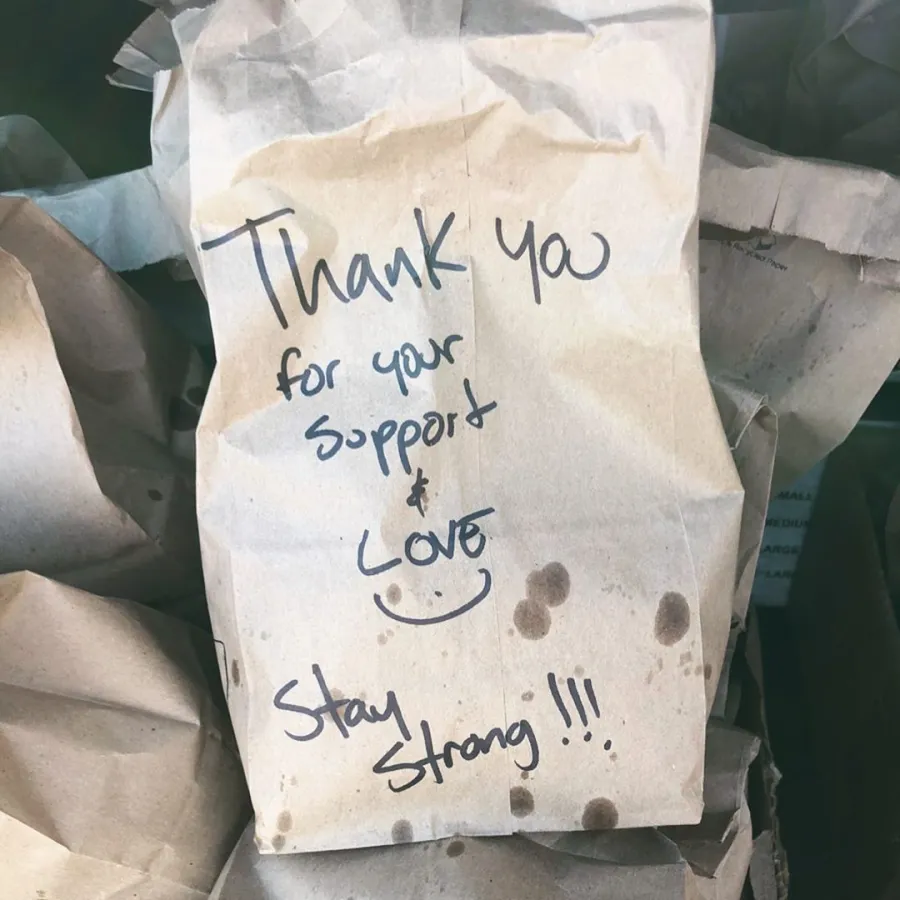 Thank you
for your
Support
&
LOVE
Stay
Strong !!!